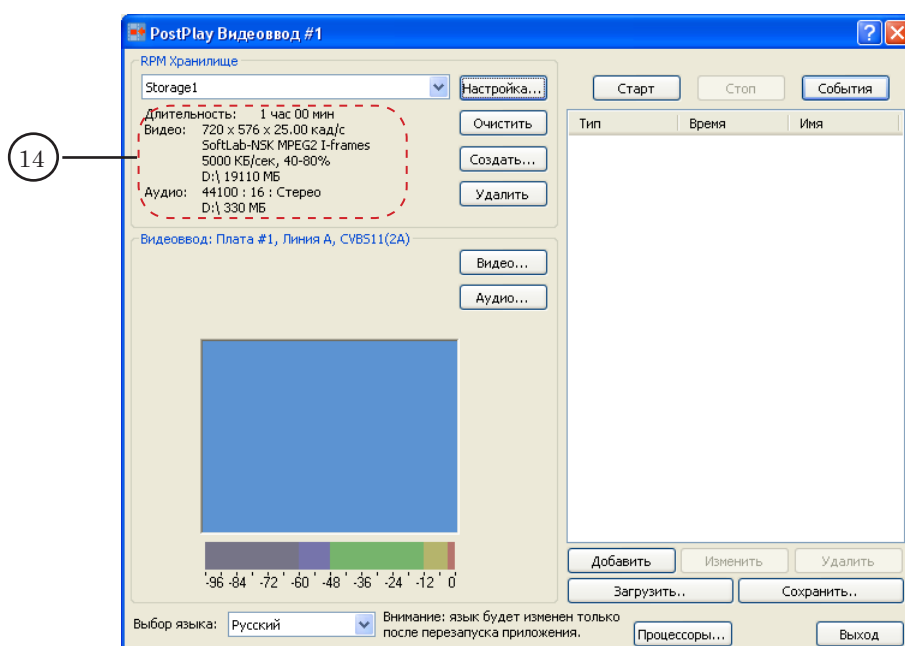 PostPlay Видеоввод #1
RPM Хранилище
Storage1
Настройка...
Длительность: 1 час 00 мин
Очистить
Видео: 720 x 576 x 25.00 кад/с
SoftLab-NSK MPEG2 I-frames
5000 КБ/сек, 40-80%
Создать...
D:\ 19110 МБ
Аудио: 44100 : 16 : Стерео
Удалить
D:\ 330 МБ
14
Видеоввод: Плата #1, Линия A, CVBS11(2A)
Видео...
Аудио...
-96 -84 -72 -60 -48 -36 -24 -12 0
Выбор языка: Русский
Внимание: язык будет изменен только
после перезапуска приложения.
Старт Стоп События
Тип Время Имя
Добавить Изменить Удалить
Загрузить.. Сохранить..
Процессоры... Выход